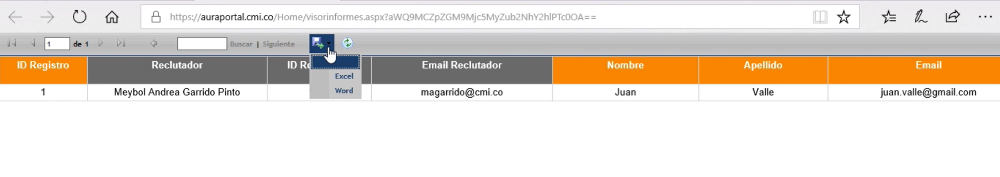 https://auraportal.cmi.co/Home/visorinformes.aspx?aWQ9MCZpZGM9Mjc5MyZub2NhY2hlPTc0OA==
1 de 1 Buscar | Siguiente
ID Registro Reclutador ID Re Email Reclutador Nombre Apellido Email
Excel
Word
1 Meybol Andrea Garrido Pinto magarrido@cmi.co Juan Valle juan.valle@gmail.com